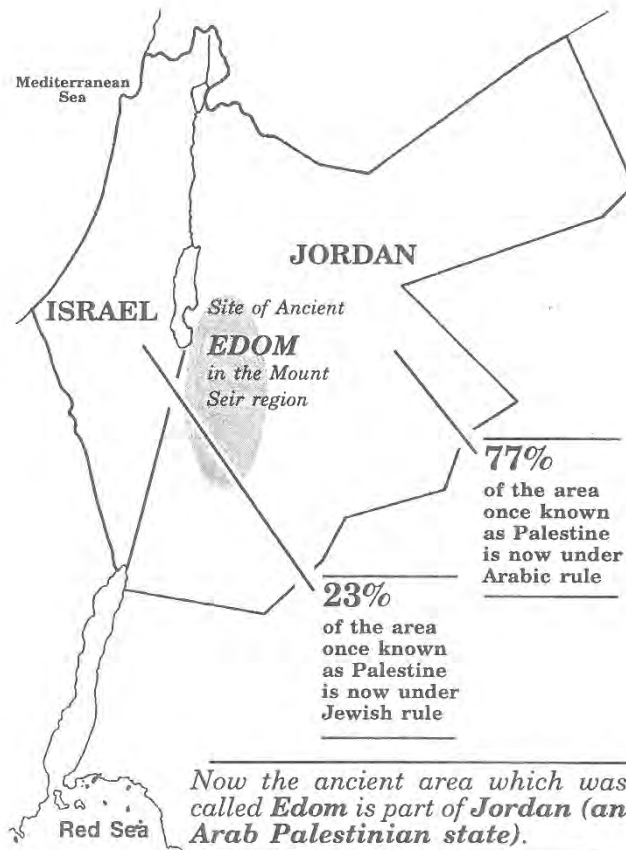 Mediterranean
Sea
JORDAN
ISRAEL
Site of Ancient
EDOM
in the Mount
Seir region
77%
of the area
once known
as Palestine
is now under
Arabic rule
23%
of the area
once known
as Palestine
is now under
Jewish rule
Now the ancient area which was
called Edom is part of Jordan (an
Arab Palestinian state).
Red Sea